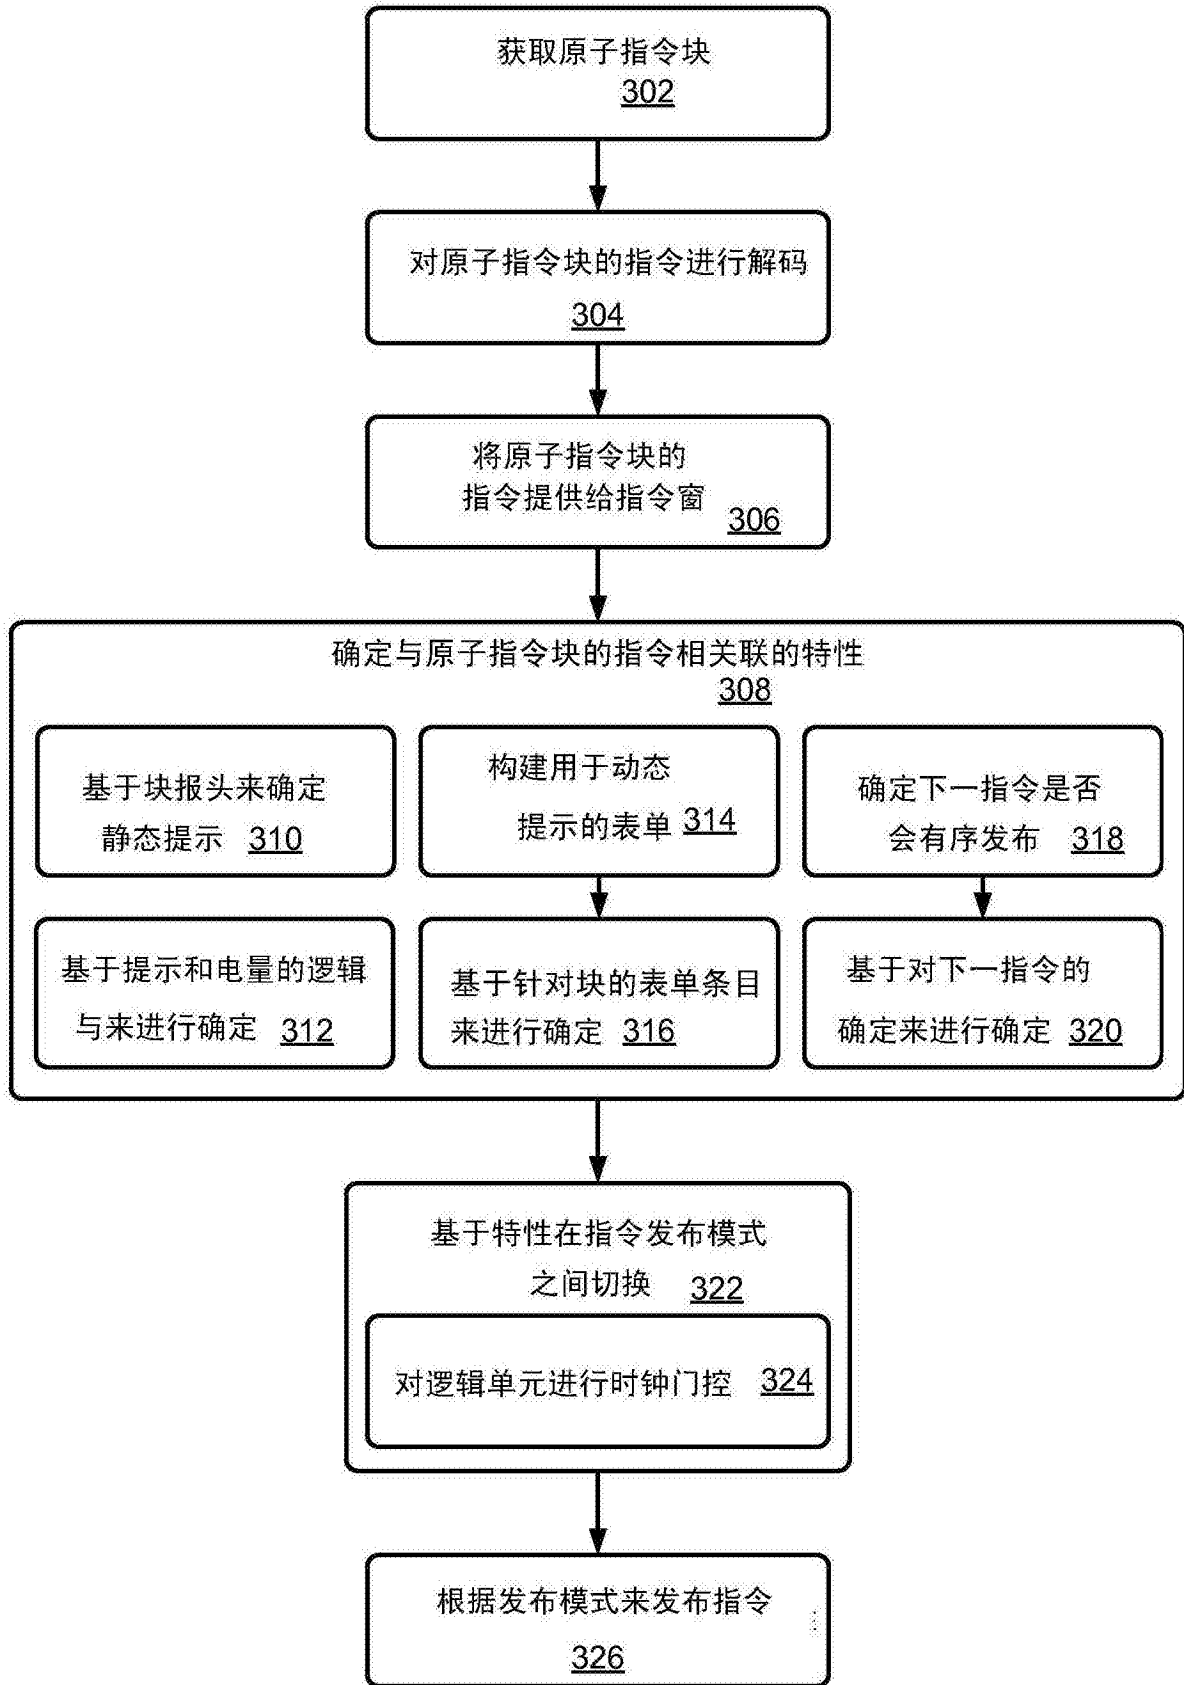 获取原子指令块
302
对原子指令块的指令进行解码
304
将原子指令块的
指令提供给指令窗 306
确定与原子指令块的指令相关联的特性
308
基于块报头来确定
静态提示 310
构建用于动态
提示的表单 314
确定下一指令是否
会有序发布 318
基于提示和电量的逻辑
与来进行确定 312
基于针对块的表单条目
来进行确定 316
基于对下一指令的
确定来进行确定 320
基于特性在指令发布模式
之间切换 322
对逻辑单元进行时钟门控 324
根据发布模式来发布指令
326